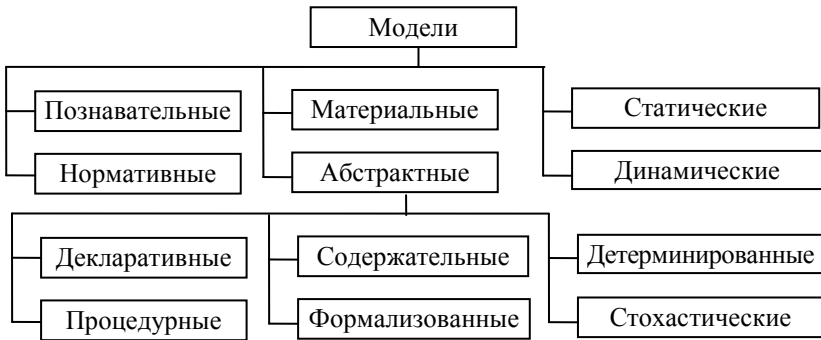 Модели
Познавательные
Материальные
Статические
Нормативные
Абстрактные
Динамические
Декларативные
Содержательные
Детерминированные
Процедурные
Формализованные
Стохастические